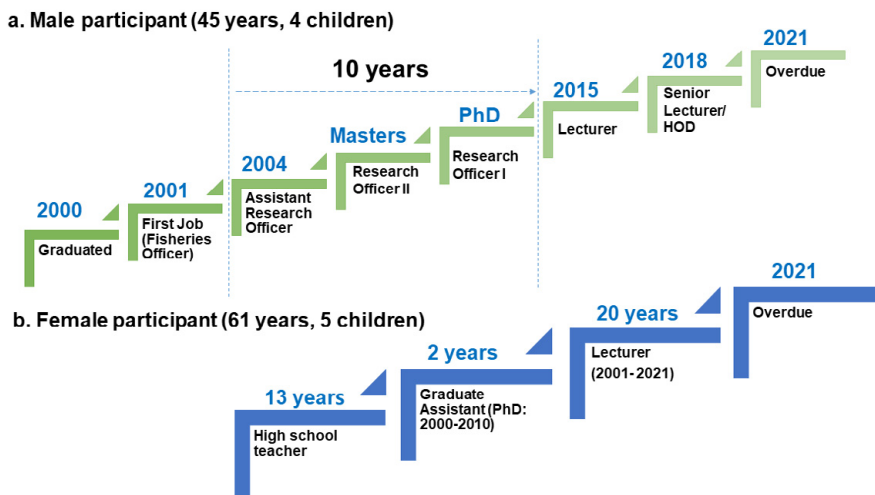 a. Male participant (45 years, 4 children)
2000
Graduated
2001
First Job
(Fisheries
Officer)
10 years
2004
Assistant
Research
Officer
Masters
Research
Officer II
PhD
Research
Officer I
2015
Lecturer
2018
Senior
Lecturer/
HOD
2021
Overdue
b. Female participant (61 years, 5 children)
13 years
High school
teacher
2 years
Graduate
Assistant (PhD:
2000-2010)
20 years
Lecturer
(2001-2021)
2021
Overdue